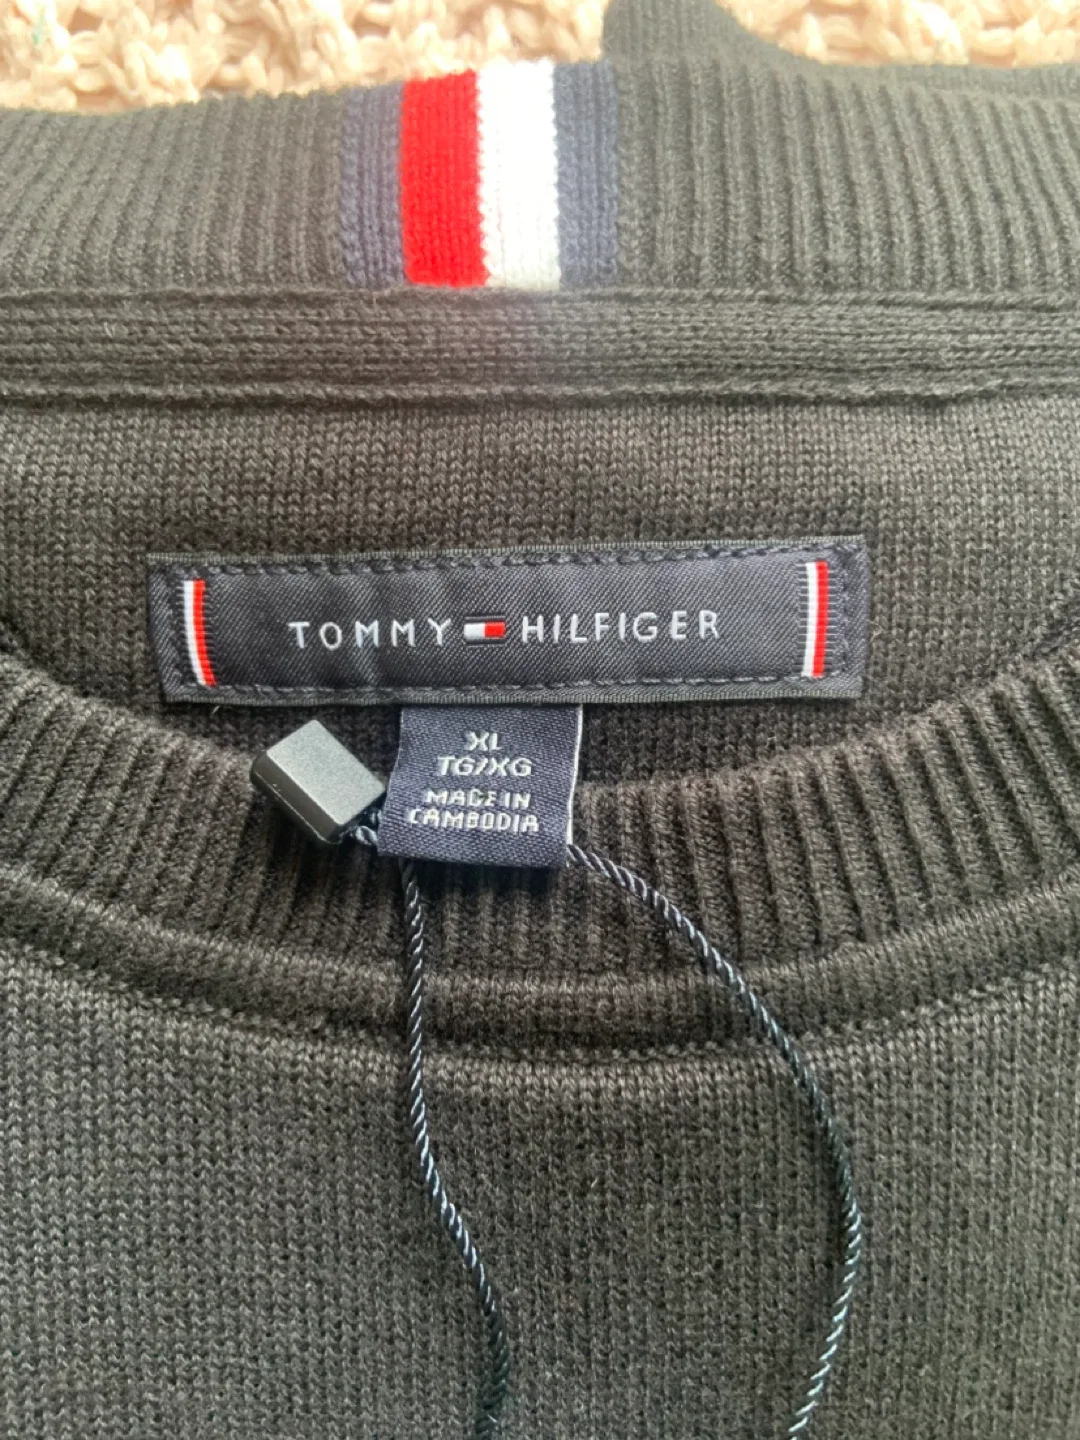 TOMMY HILFIGER
XL
TG/XG
MADE IN
CAMBODIA